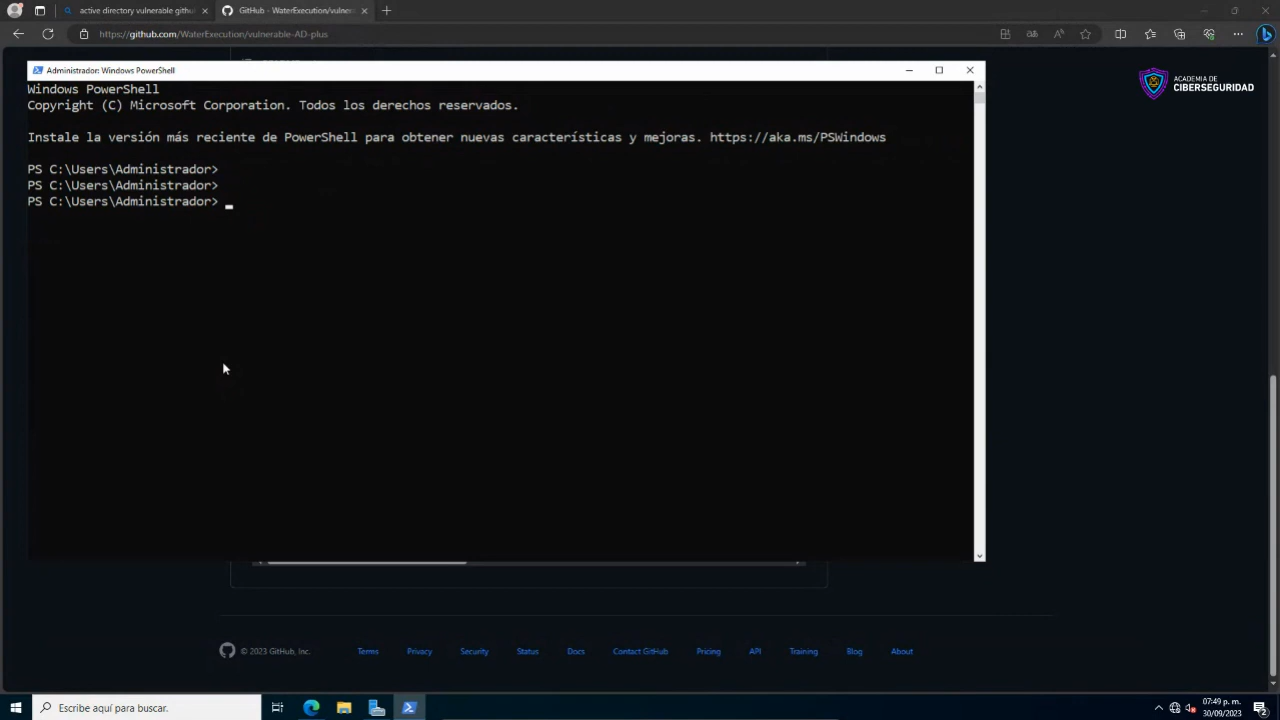 active directory vulnerable githu
GitHub - WaterExecution/vulnera
https://github.com/WaterExecution/vulnerable-AD-plus
Administrador: Windows PowerShell
Windows PowerShell
Copyright (C) Microsoft Corporation. Todos los derechos reservados.
Instale la versión más reciente de PowerShell para obtener nuevas características y mejoras. https://aka.ms/PSWindows
PS C:\Users\Administrador>
PS C:\Users\Administrador>
PS C:\Users\Administrador>
ACADEMIA DE
CIBERSEGURIDAD
© 2023 GitHub, Inc. Terms Privacy Security Status Docs Contact GitHub Pricing API Training Blog About
Escribe aquí para buscar.
07:49 p. m.
30/09/2023
2